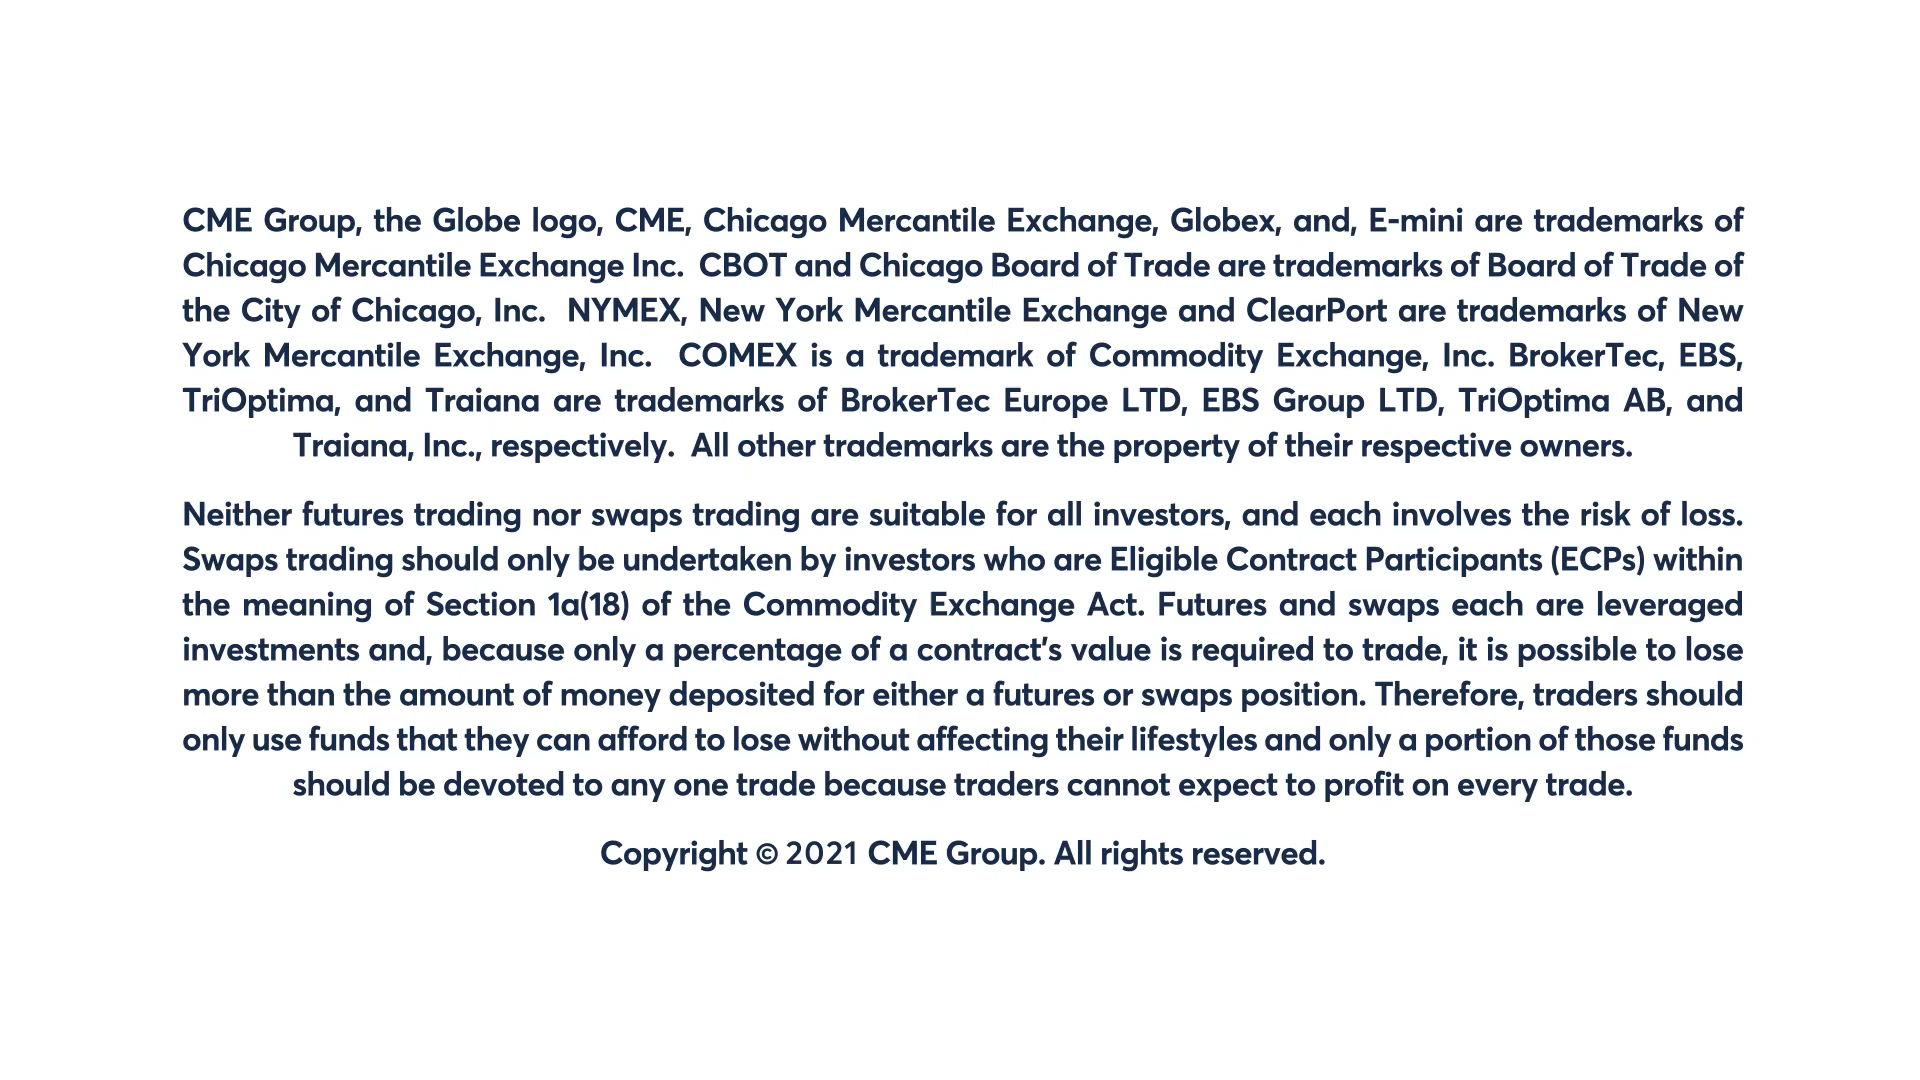 CME Group, the Globe logo, CME, Chicago Mercantile Exchange, Globex, and, E-mini are trademarks of
Chicago Mercantile Exchange Inc.  CBOT and Chicago Board of Trade are trademarks of Board of Trade of
the City of Chicago, Inc.  NYMEX, New York Mercantile Exchange and ClearPort are trademarks of New
York Mercantile Exchange, Inc.  COMEX is a trademark of Commodity Exchange, Inc. BrokerTec, EBS,
TriOptima, and Traiana are trademarks of BrokerTec Europe LTD, EBS Group LTD, TriOptima AB, and
Traiana, Inc., respectively.  All other trademarks are the property of their respective owners.
Neither futures trading nor swaps trading are suitable for all investors, and each involves the risk of loss.
Swaps trading should only be undertaken by investors who are Eligible Contract Participants (ECPs) within
the meaning of Section 1a(18) of the Commodity Exchange Act. Futures and swaps each are leveraged
investments and, because only a percentage of a contract's value is required to trade, it is possible to lose
more than the amount of money deposited for either a futures or swaps position. Therefore, traders should
only use funds that they can afford to lose without affecting their lifestyles and only a portion of those funds
should be devoted to any one trade because traders cannot expect to profit on every trade.
Copyright © 2021 CME Group. All rights reserved.